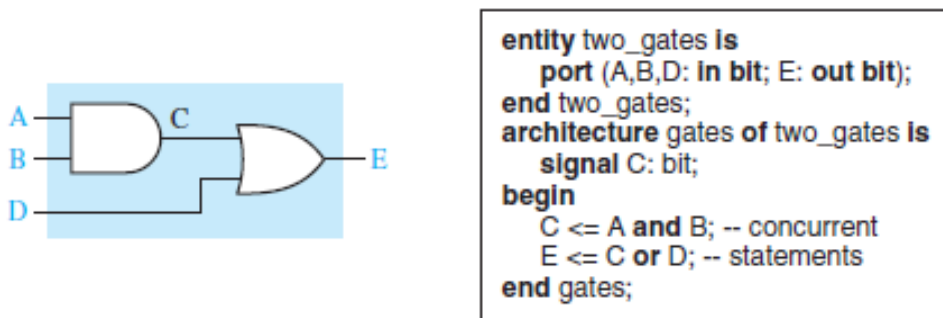 A
B
D
C
E
entity two_gates is
port (A,B,D: in bit; E: out bit);
end two_gates;
architecture gates of two_gates is
signal C: bit;
begin
C <= A and B; -- concurrent
E <= C or D; -- statements
end gates;